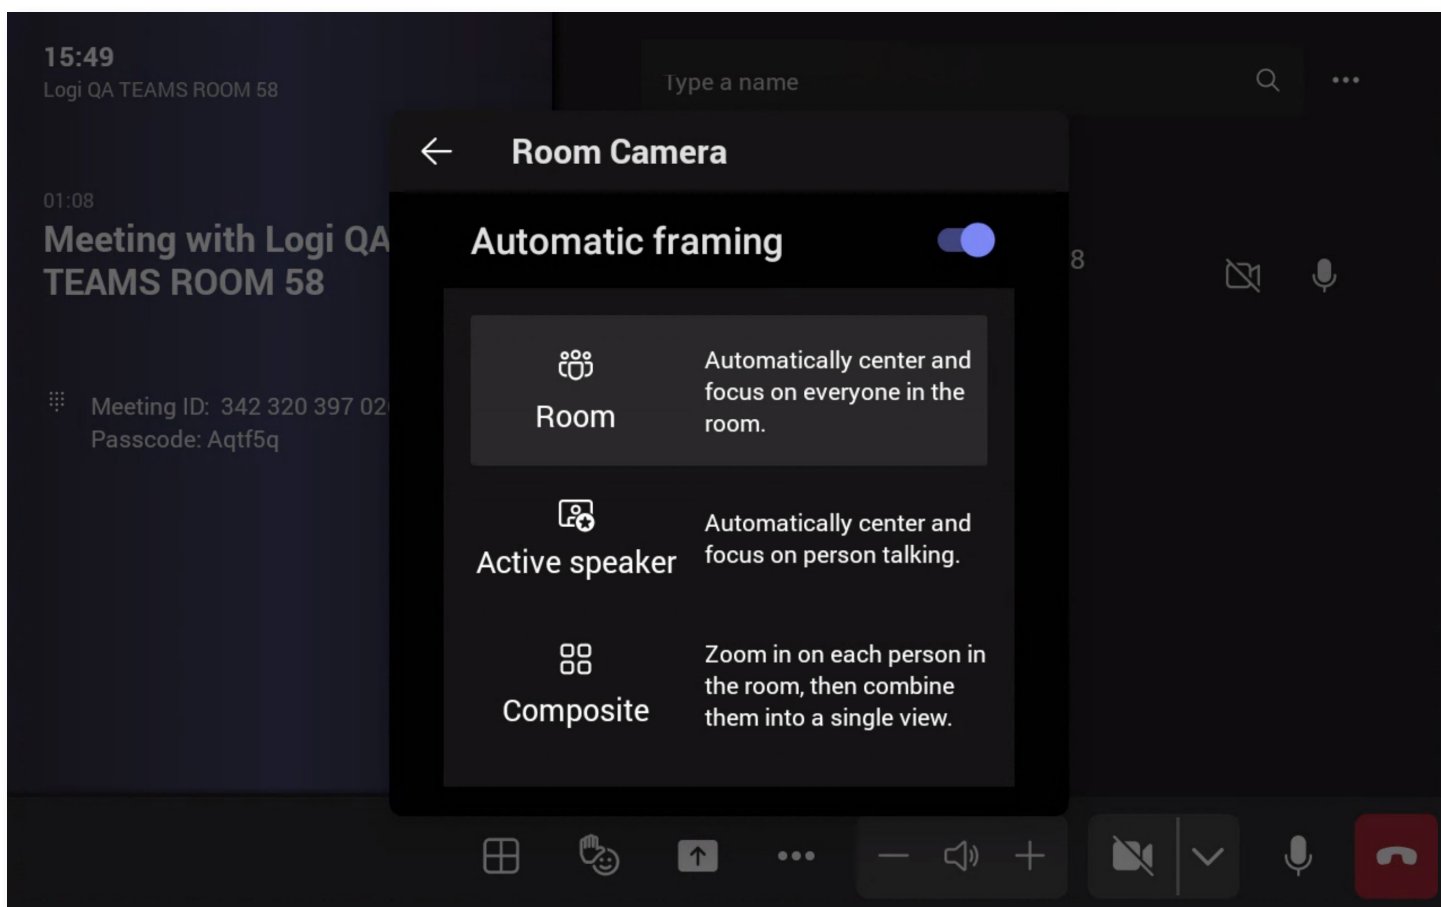 15:49
Logi QA TEAMS ROOM 58
Type a name
Room Camera
01:08
Meeting with Logi QA
TEAMS ROOM 58
Automatic framing
8
Room
Automatically center and
focus on everyone in the
room.
Meeting ID: 342 320 397 02
Passcode: Aqtf5q
Active speaker
Automatically center and
focus on person talking.
Composite
Zoom in on each person in
the room, then combine
them into a single view.